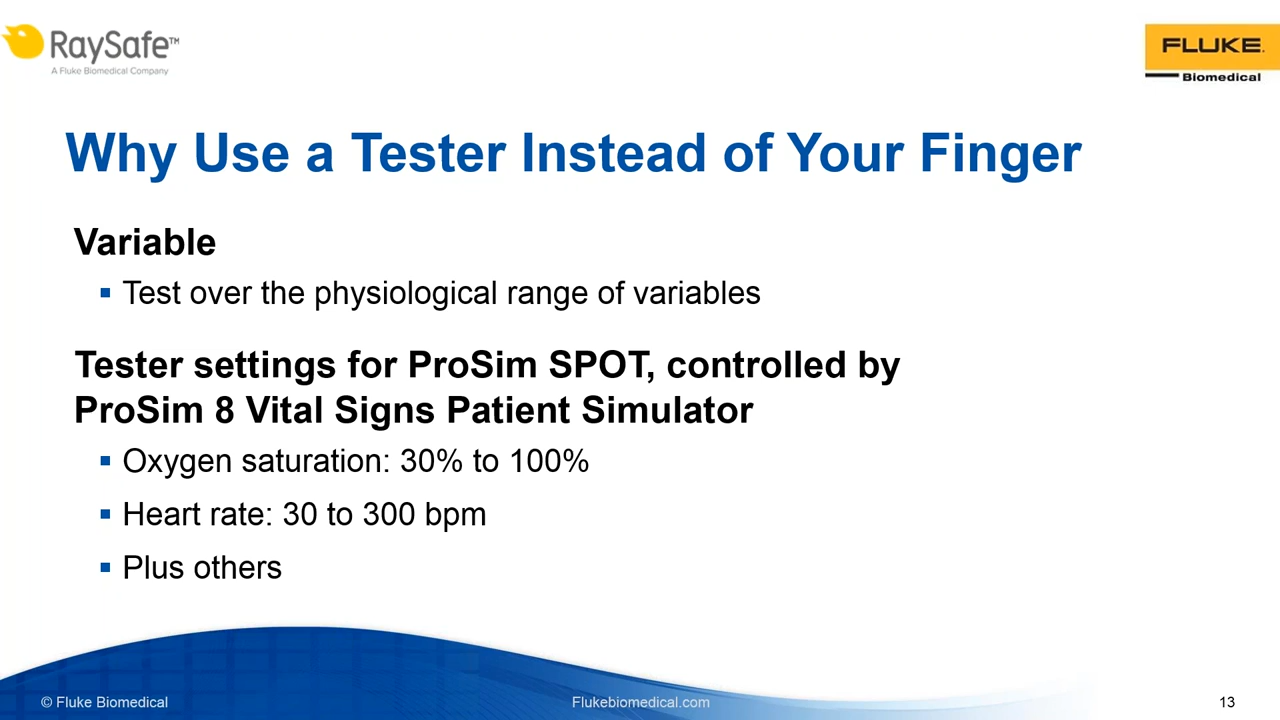 RaySafe™
A Fluke Biomedical Company
FLUKE®
Biomedical
Why Use a Tester Instead of Your Finger
Variable
▪ Test over the physiological range of variables
Tester settings for ProSim SPOT, controlled by
ProSim 8 Vital Signs Patient Simulator
▪ Oxygen saturation: 30% to 100%
▪ Heart rate: 30 to 300 bpm
▪ Plus others
© Fluke Biomedical
Flukebiomedical.com
13